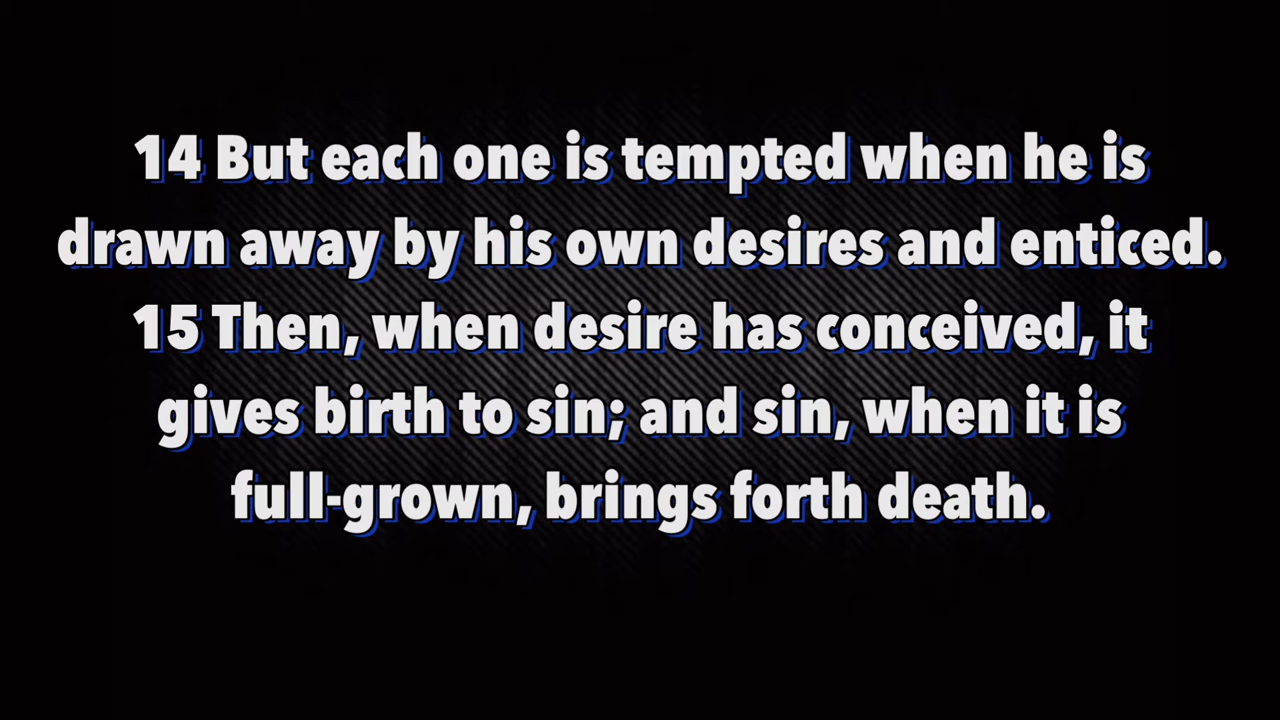 14 But each one is tempted when he is
drawn away by his own desires and enticed.
15 Then, when desire has conceived, it
gives birth to sin; and sin, when it is
full-grown, brings forth death.